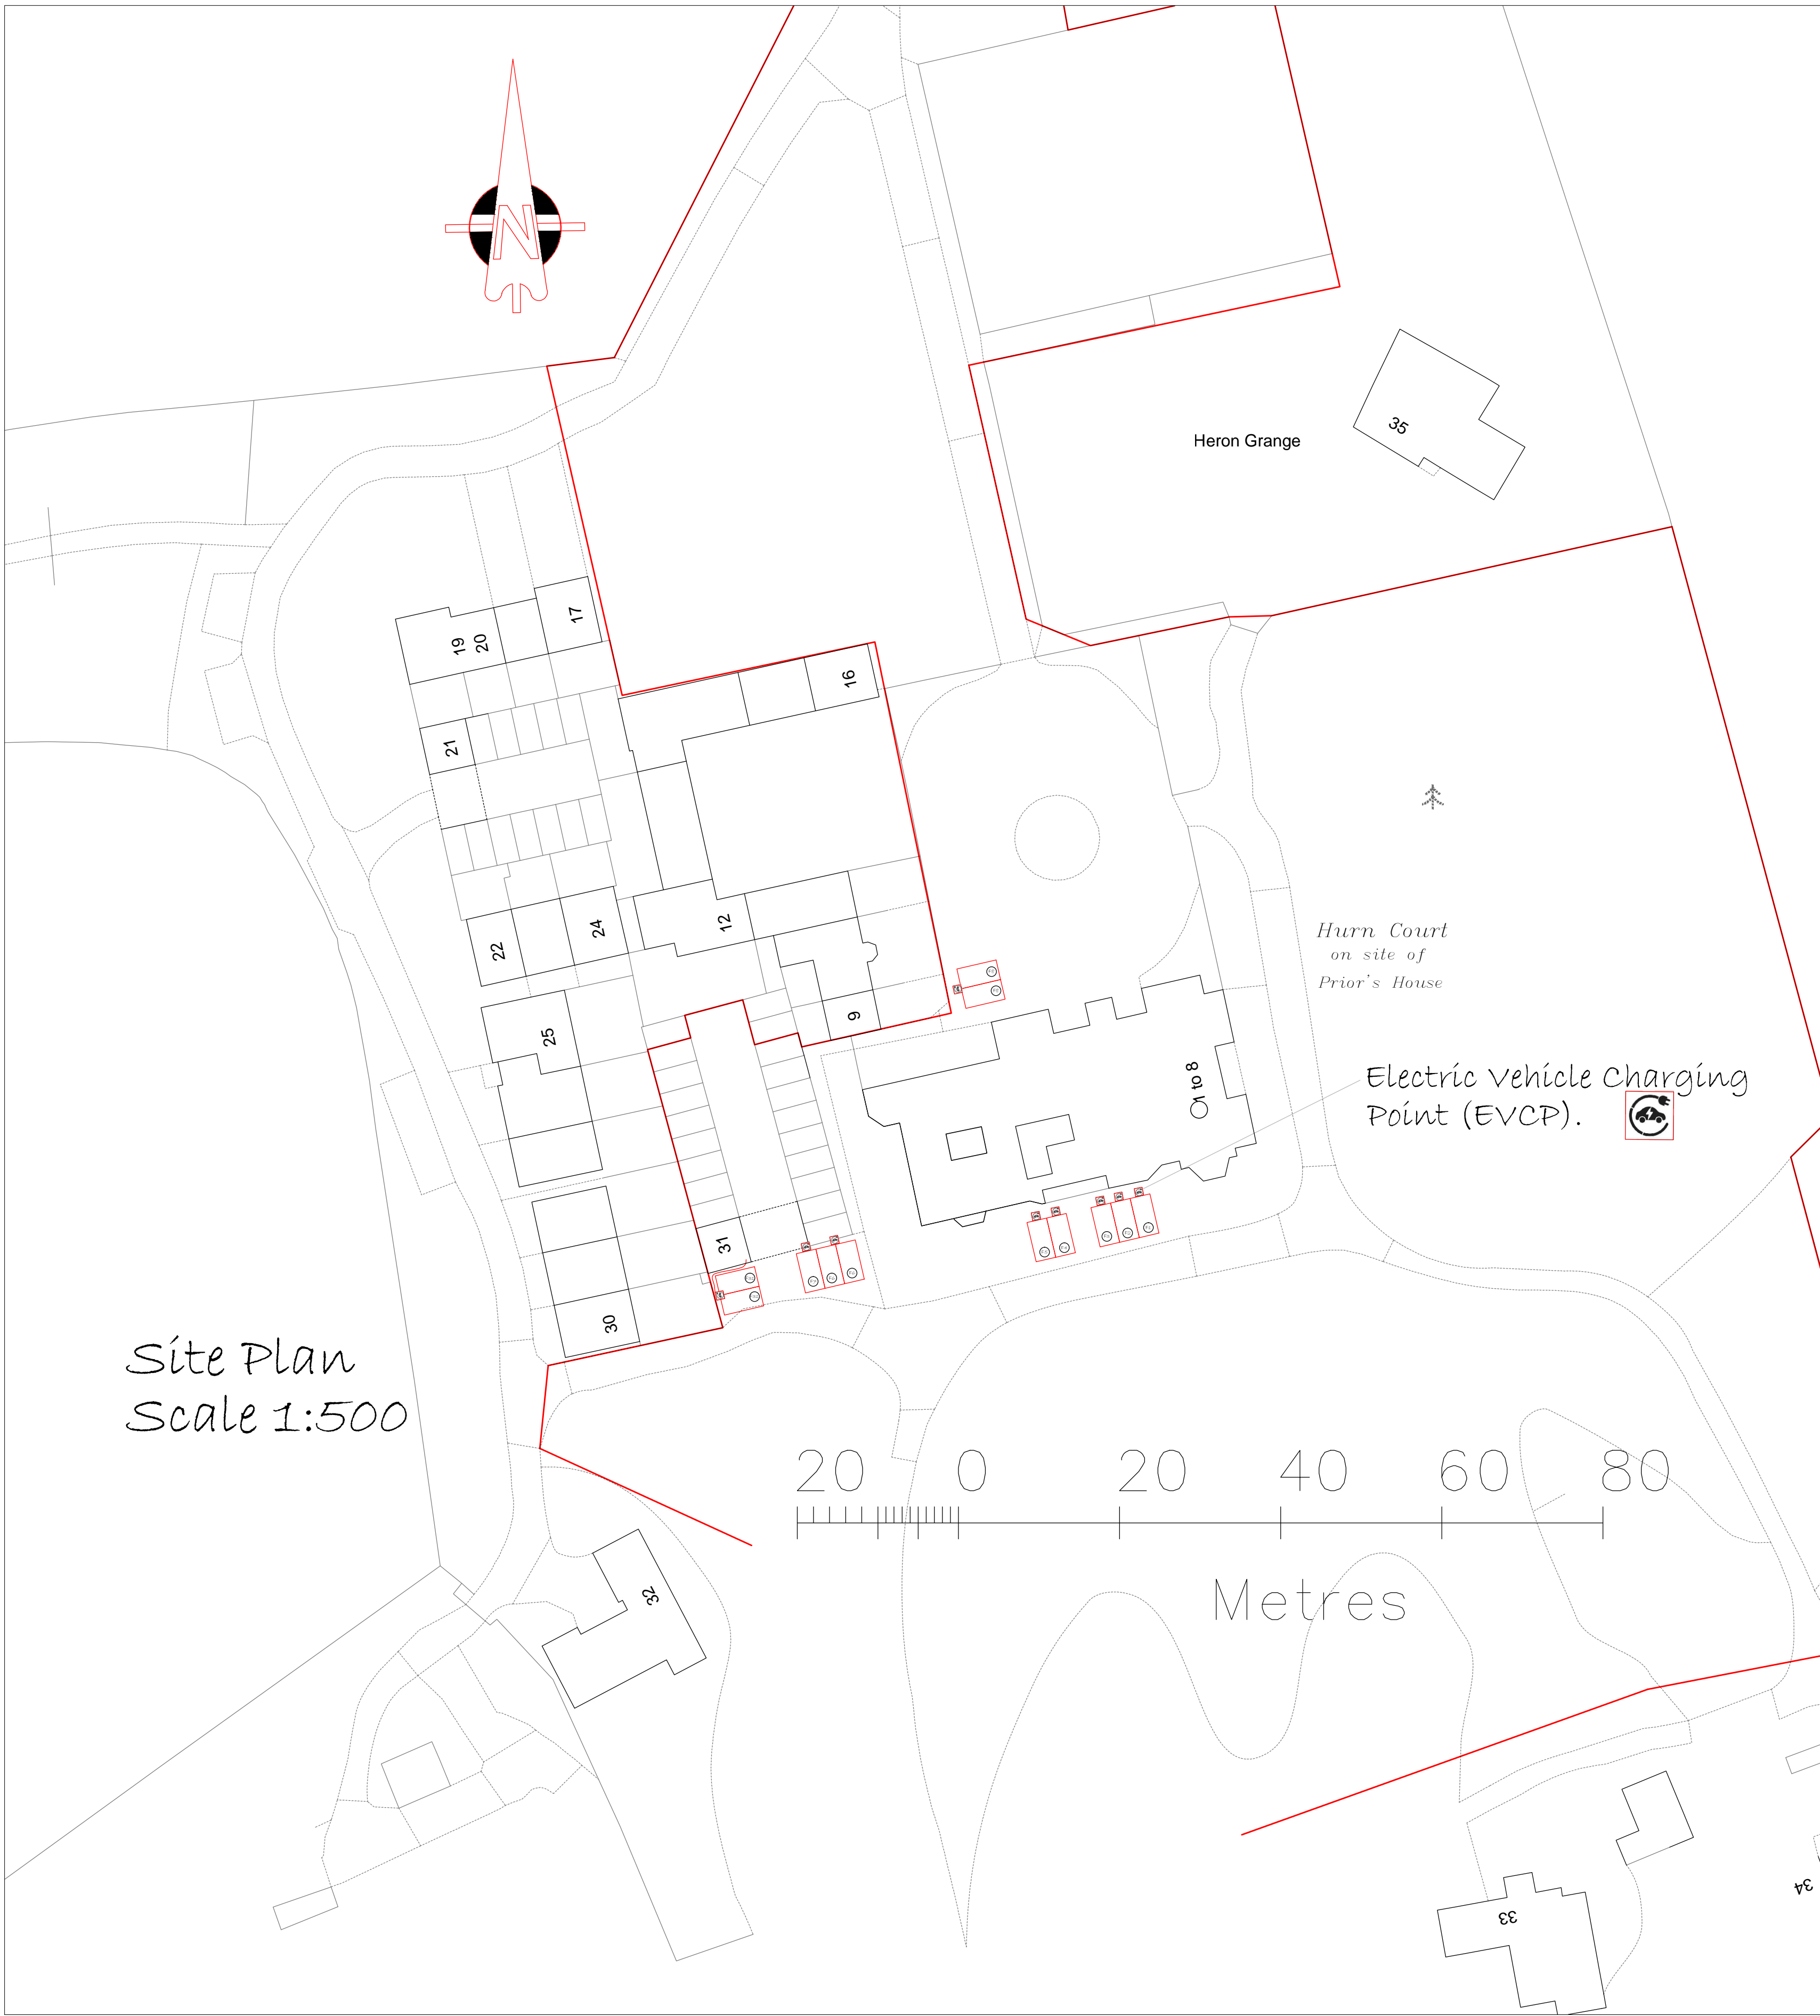 N
Heron Grange
35
17
19
20
16
21
12
24
22
Hurn Court
on site of
Prior's House
9
25
1 to 8
Electric Vehicle Charging
Point (EVCP).
31
30
Site Plan
Scale 1:500
20 0 20 40 60 80
Metres
32
33
34